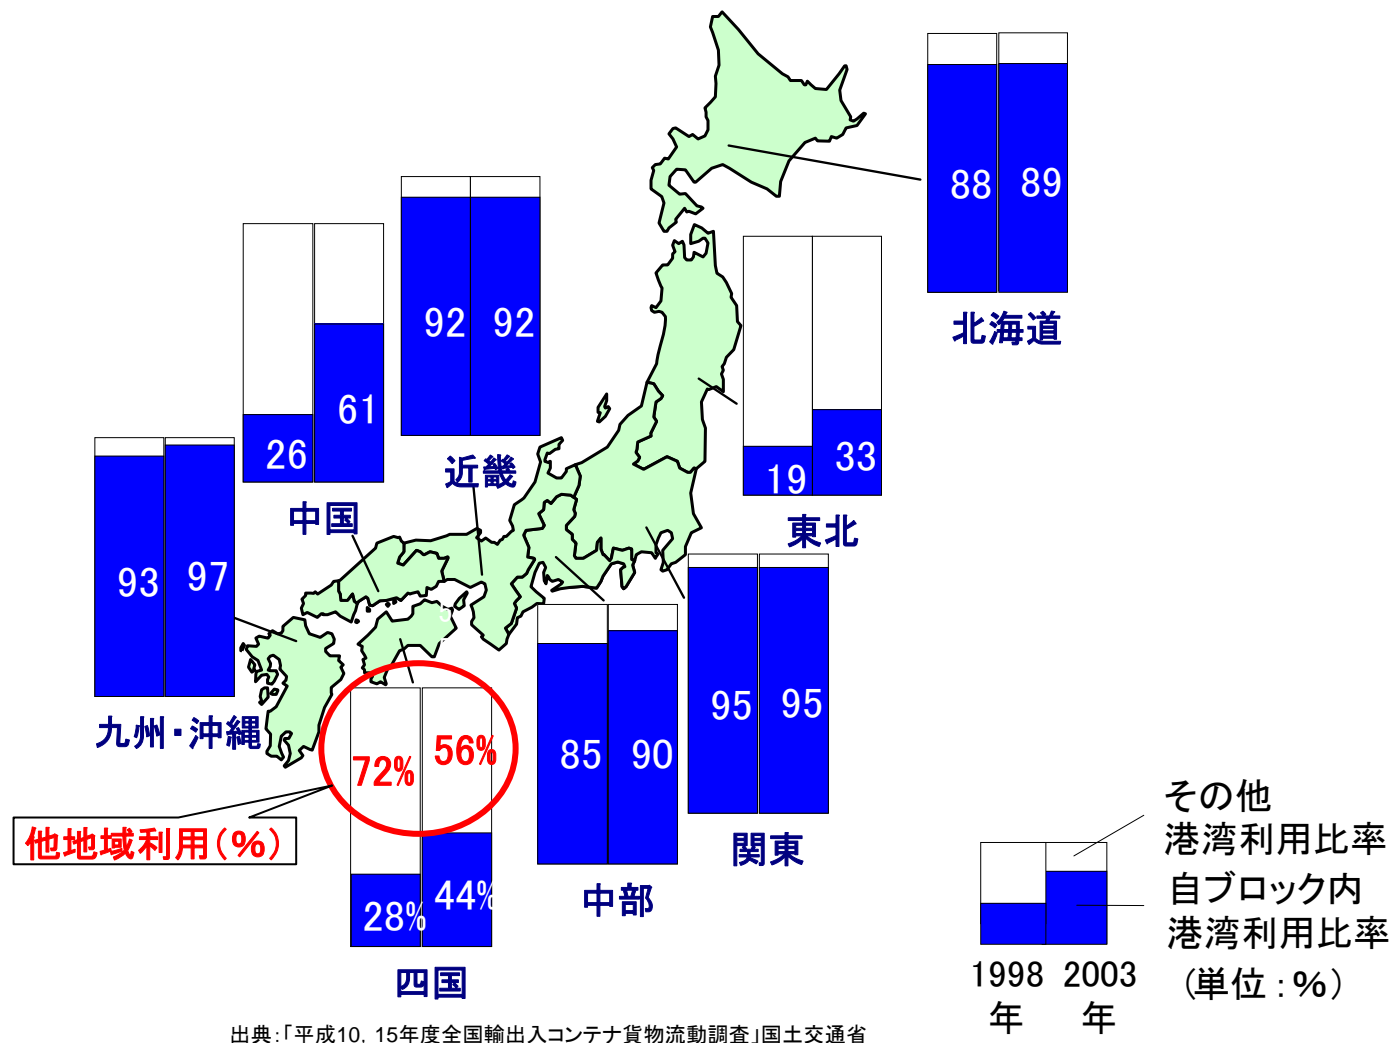 88 89
北海道
92 92
近畿
26 61
中国
19 33
東北
93 97
九州・沖縄
95 95
関東
85 90
中部
72% 56%
28% 44%
四国
他地域利用(%)
5
その他
港湾利用比率
自ブロック内
港湾利用比率
(単位:%)
1998 2003
年 年
出典:「平成10, 15年度全国輸出入コンテナ貨物流動調査」国土交通省